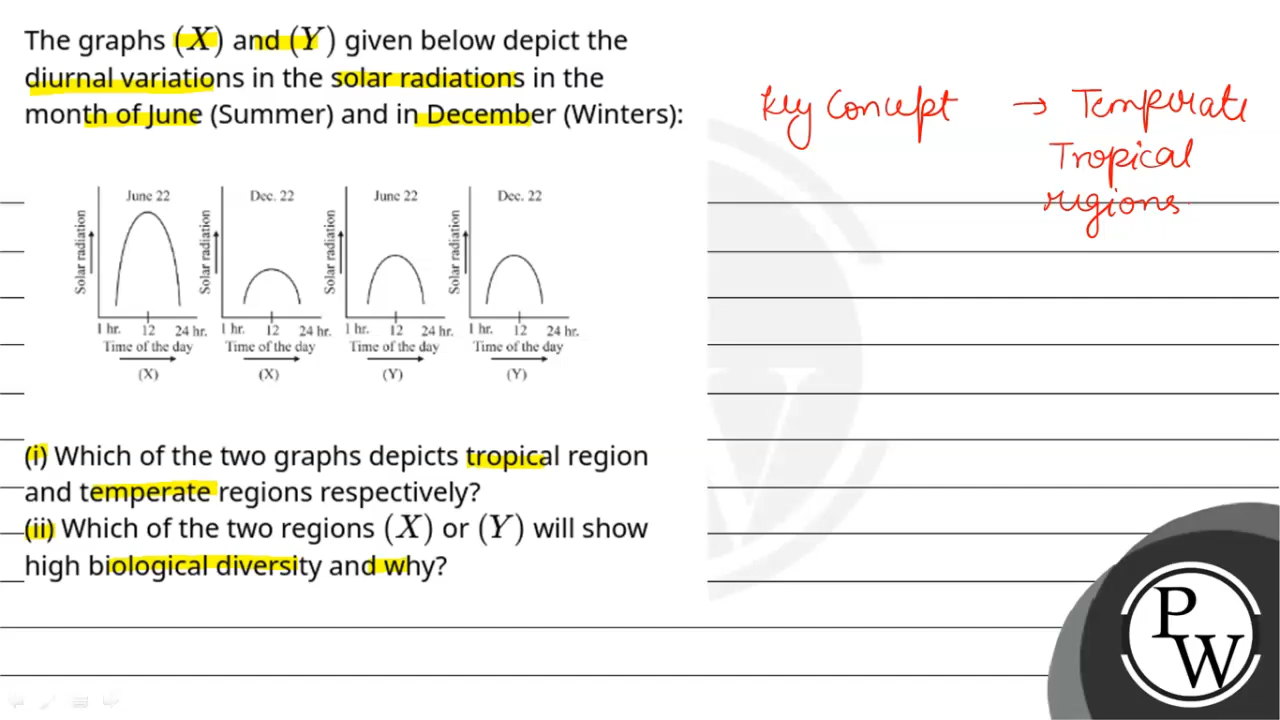 The graphs (X) and (Y) given below depict the
diurnal variations in the solar radiations in the
month of June (Summer) and in December (Winters):
Key Concept → Temperate
Tropical
regions.
June 22 Dec. 22 June 22 Dec. 22
Solar radiation Solar radiation Solar radiation Solar radiation
1 hr. 12 24 hr. 1 hr. 12 24 hr. 1 hr. 12 24 hr. 1 hr. 12 24 hr.
Time of the day Time of the day Time of the day Time of the day
(X) (X) (Y) (Y)
(i) Which of the two graphs depicts tropical region
and temperate regions respectively?
(ii) Which of the two regions (X) or (Y) will show
high biological diversity and why?
P
W